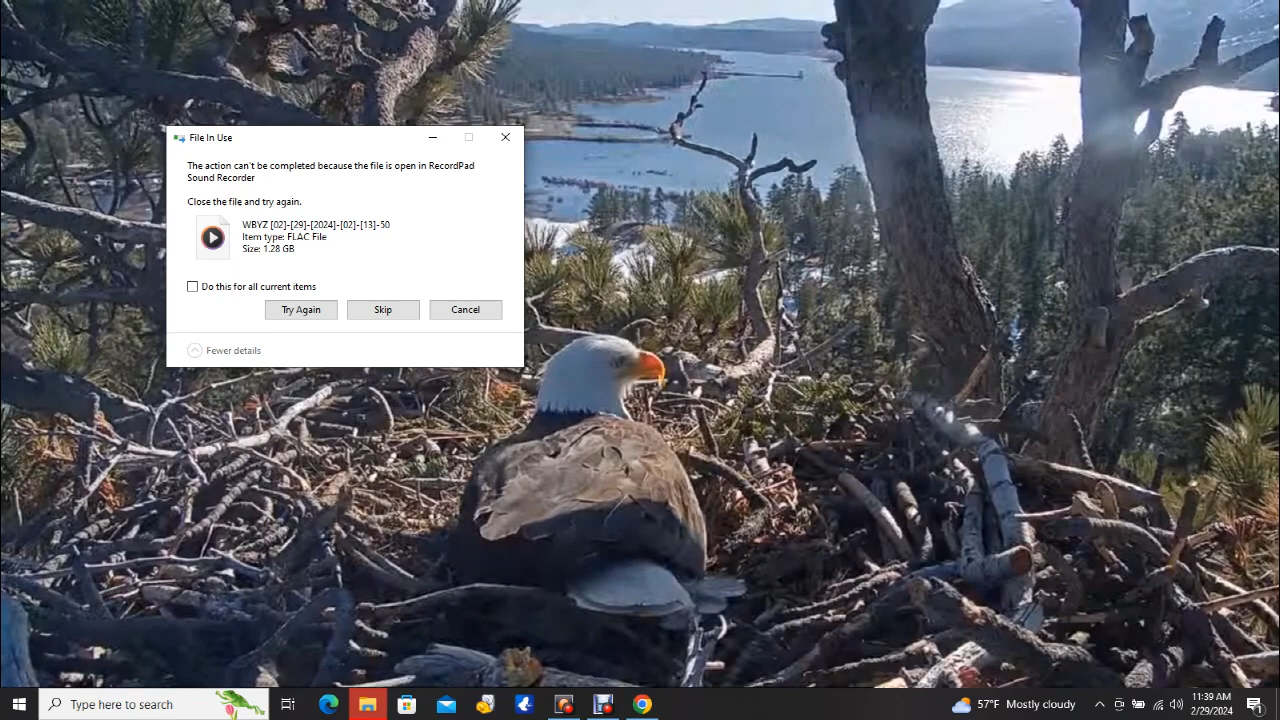 File In Use
The action can't be completed because the file is open in RecordPad
Sound Recorder
Close the file and try again.
WBYZ [02]-[29]-[2024]-[02]-[13]-50
Item type: FLAC File
Size: 1.28 GB
Do this for all current items
Try Again
Skip
Cancel
Fewer details
Type here to search
57°F Mostly cloudy
11:39 AM
2/29/2024
1